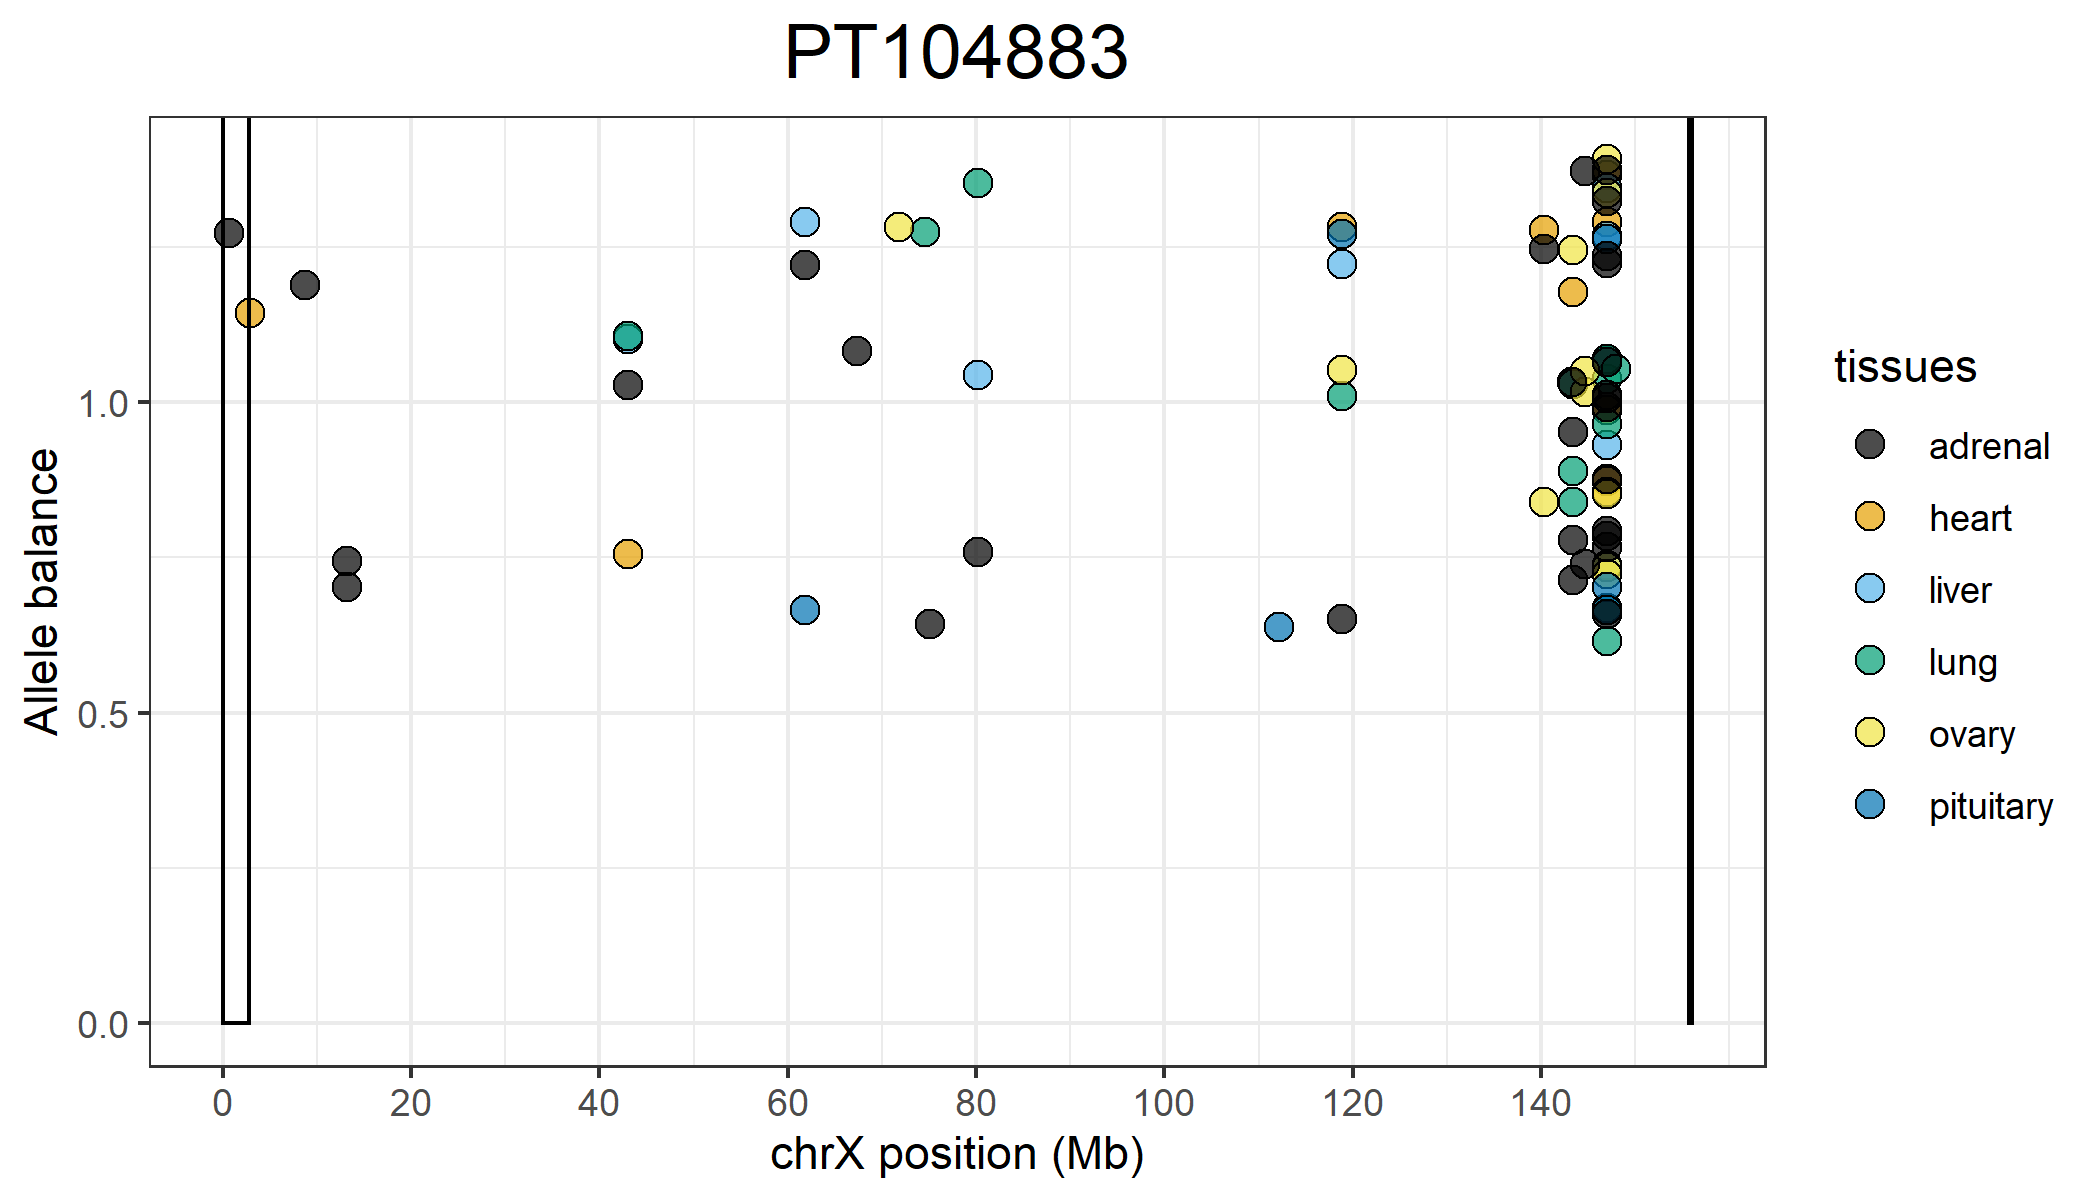 PT104883
Allele balance
1.0
0.5
0.0
0 20 40 60 80 100 120 140
chrX position (Mb)
tissues
adrenal
heart
liver
lung
ovary
pituitary